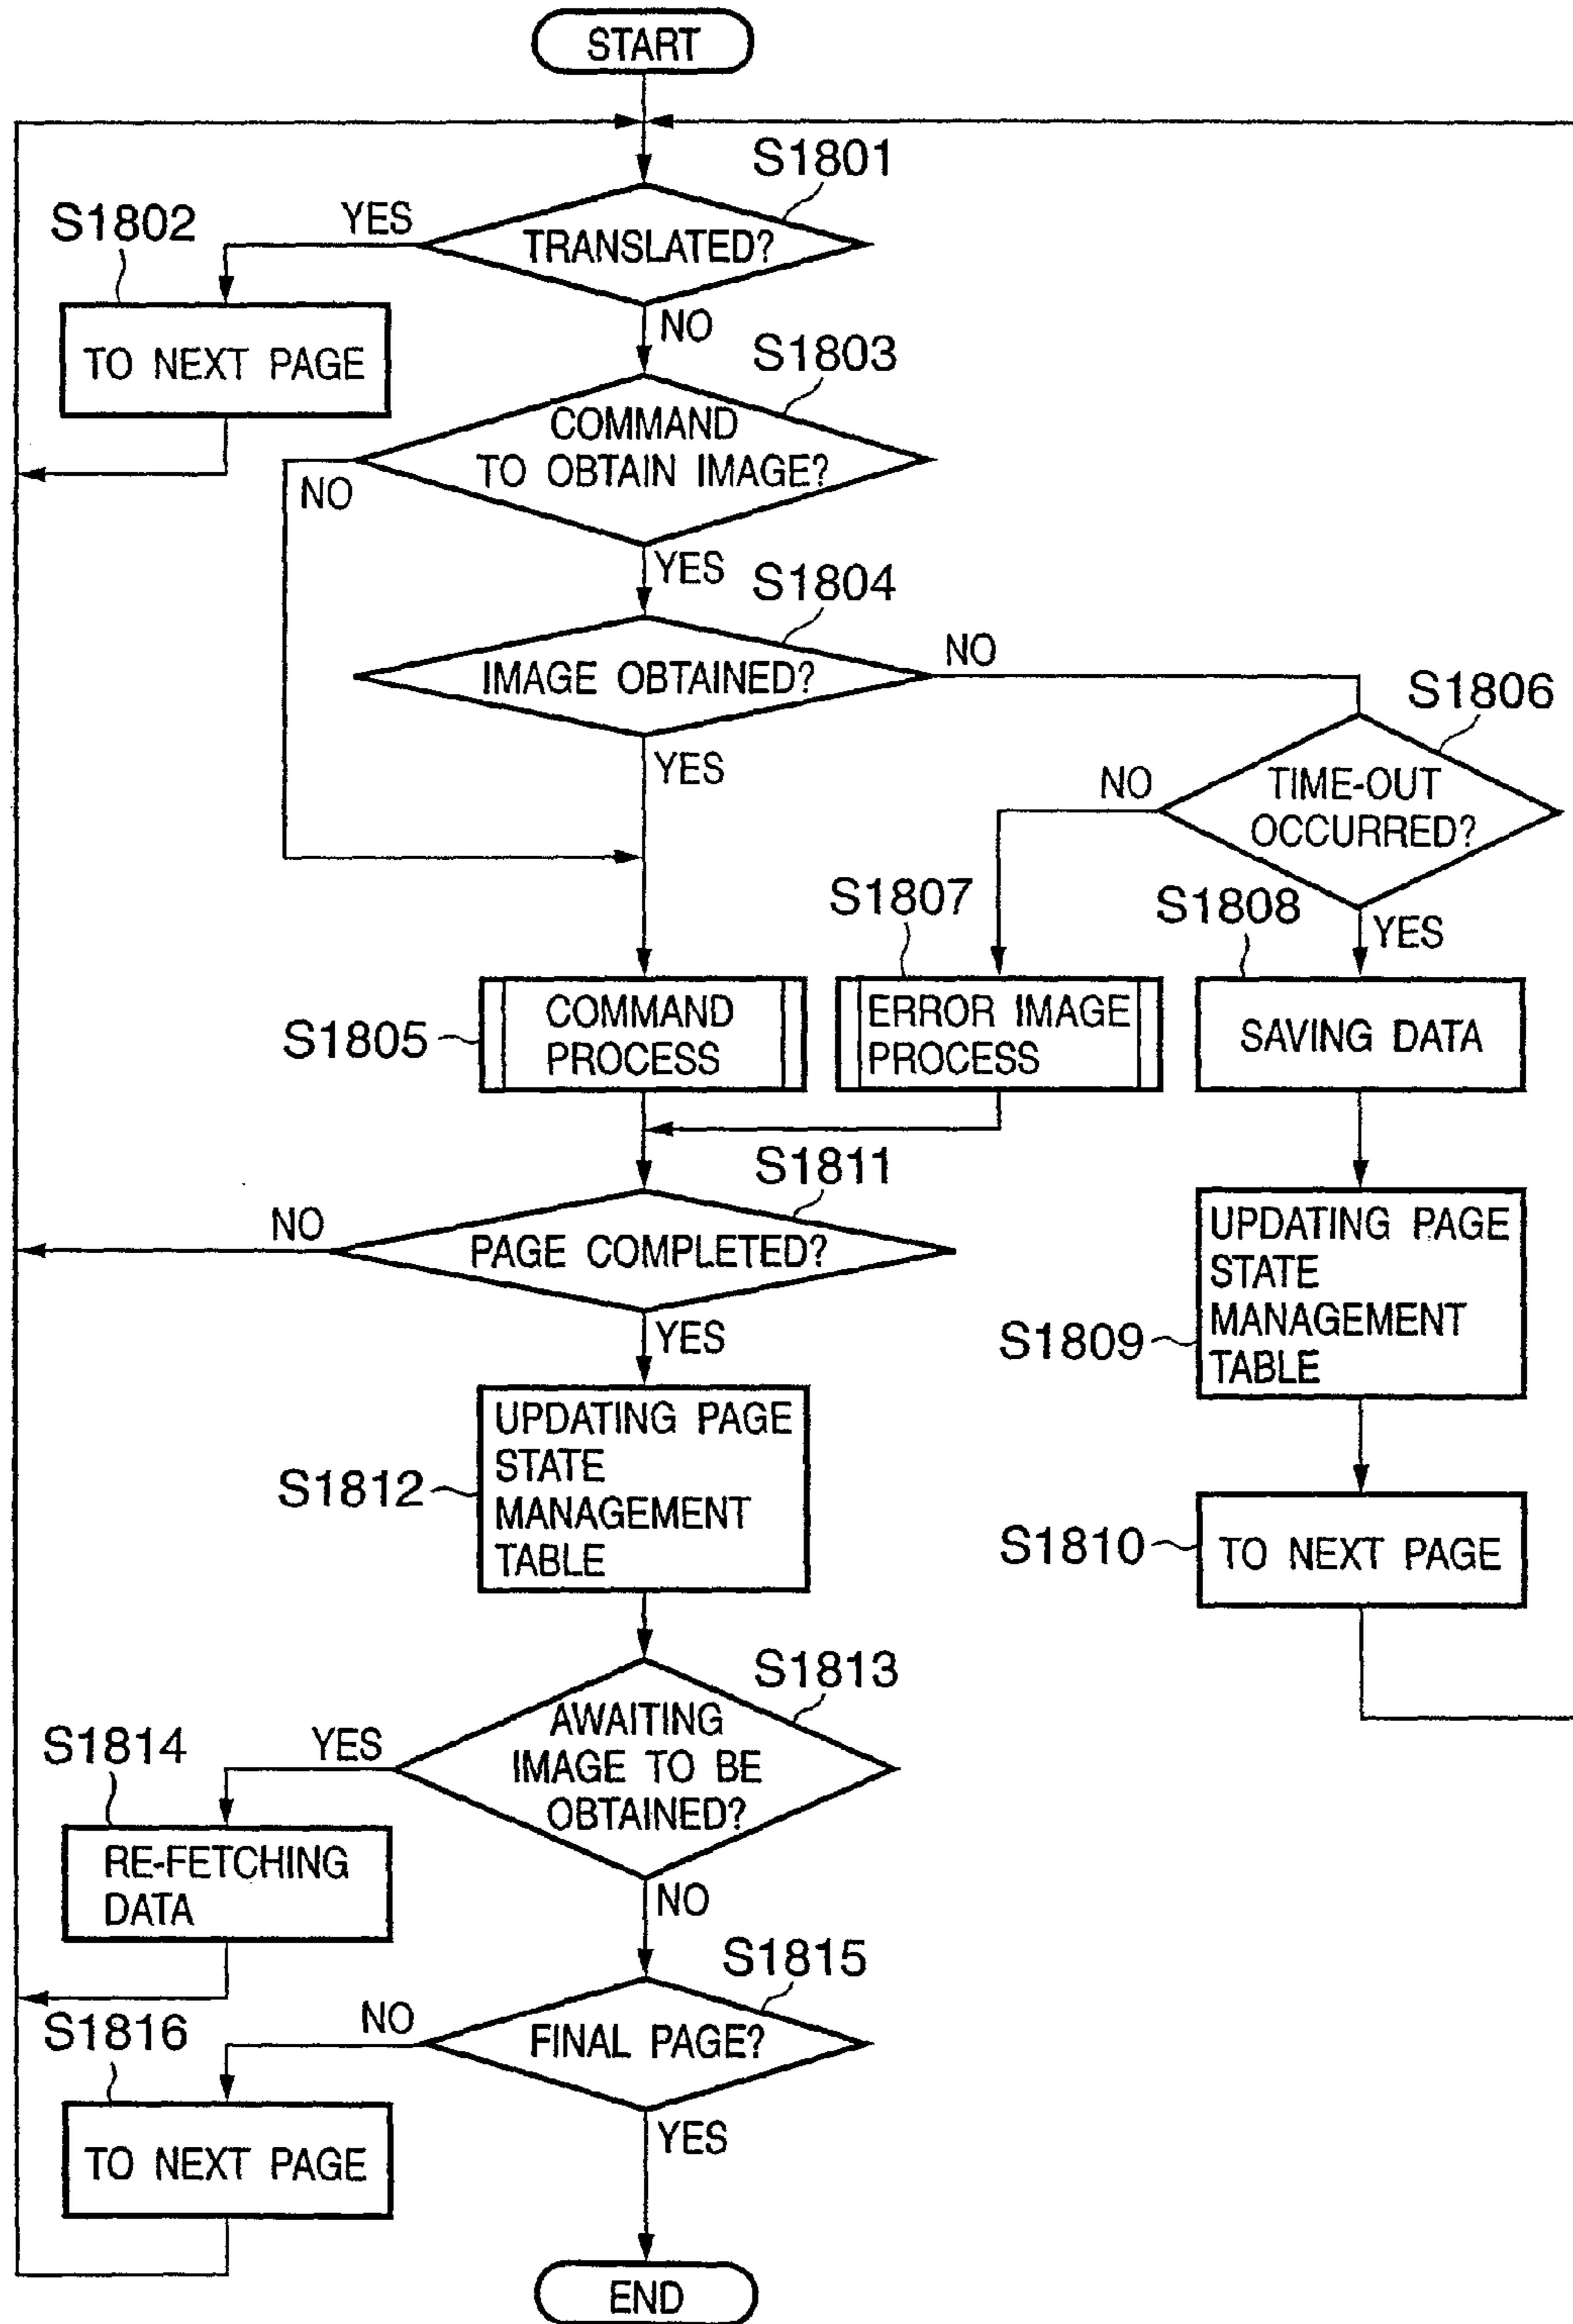 START
S1801
TRANSLATED?
YES
NO
S1802
TO NEXT PAGE
S1803
COMMAND
TO OBTAIN IMAGE?
NO
YES
S1804
IMAGE OBTAINED?
NO
YES
S1806
TIME-OUT
OCCURRED?
NO
YES
S1805
COMMAND
PROCESS
S1807
ERROR IMAGE
PROCESS
S1808
SAVING DATA
S1809
UPDATING PAGE
STATE
MANAGEMENT
TABLE
S1810
TO NEXT PAGE
S1811
PAGE COMPLETED?
NO
YES
S1812
UPDATING PAGE
STATE
MANAGEMENT
TABLE
S1813
AWAITING
IMAGE TO BE
OBTAINED?
YES
NO
S1814
RE-FETCHING
DATA
S1815
FINAL PAGE?
NO
YES
S1816
TO NEXT PAGE
END